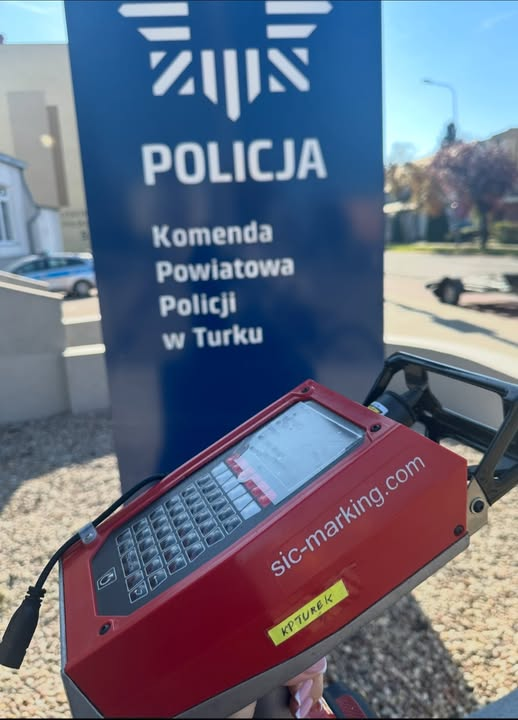 POLICJA
Komenda
Powiatowa
Policji
w Turku
sic-marking.com
KPTUREK